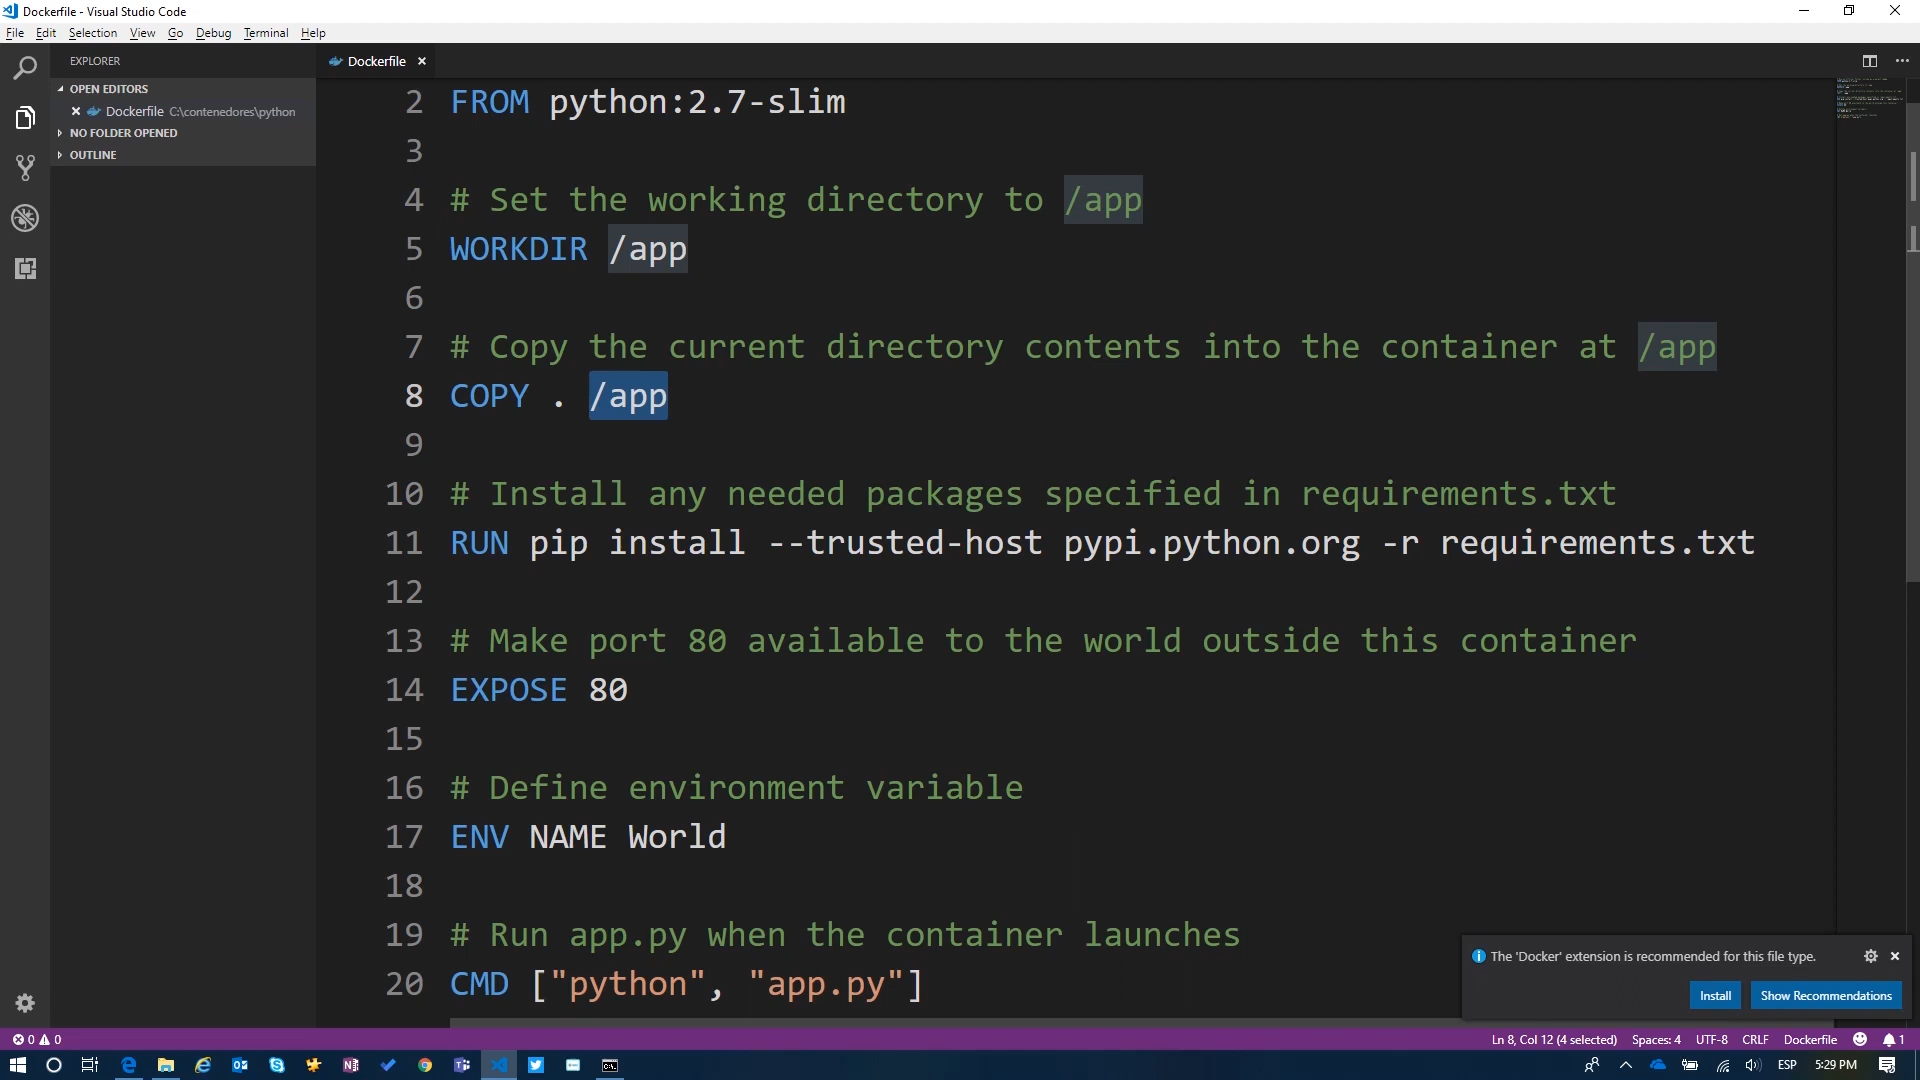 Dockerfile - Visual Studio Code
File Edit Selection View Go Debug Terminal Help
EXPLORER
OPEN EDITORS
Dockerfile C:\contenedores\python
NO FOLDER OPENED
OUTLINE
Dockerfile
2 FROM python:2.7-slim
3
4 # Set the working directory to /app
5 WORKDIR /app
6
7 # Copy the current directory contents into the container at /app
8 COPY . /app
9
10 # Install any needed packages specified in requirements.txt
11 RUN pip install --trusted-host pypi.python.org -r requirements.txt
12
13 # Make port 80 available to the world outside this container
14 EXPOSE 80
15
16 # Define environment variable
17 ENV NAME World
18
19 # Run app.py when the container launches
20 CMD ["python", "app.py"]
The 'Docker' extension is recommended for this file type.
Install Show Recommendations
0 0 Ln 8, Col 12 (4 selected) Spaces: 4 UTF-8 CRLF Dockerfile 1
ESP 5:29 PM